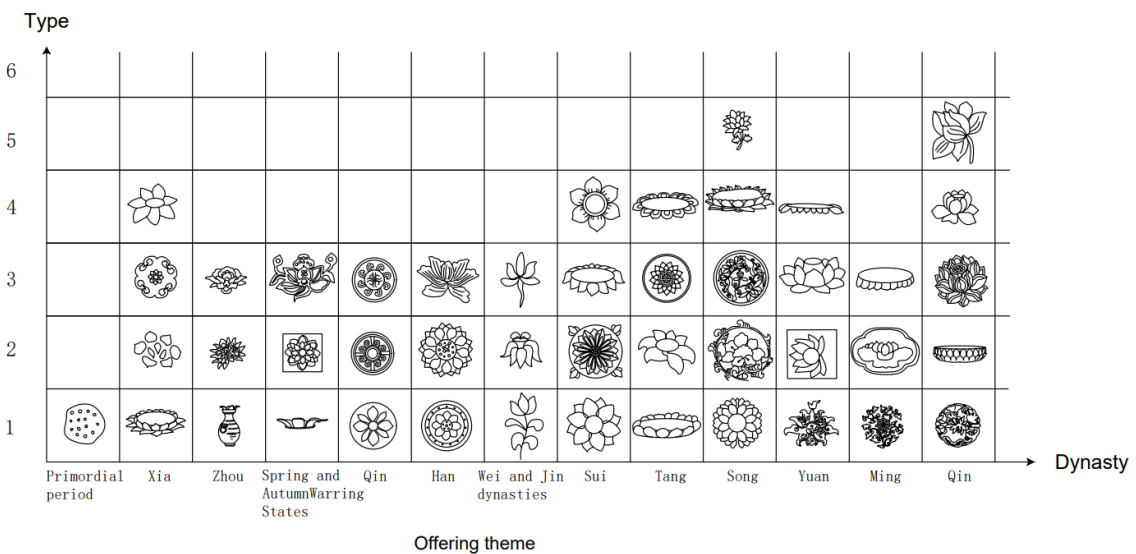 Type
6
5
4
3
2
1
Primordial Xia Zhou Spring and Qin Han Wei and Jin Sui Tang Song Yuan Ming Qin
period AutumnWarring dynasties
States
Dynasty
Offering theme